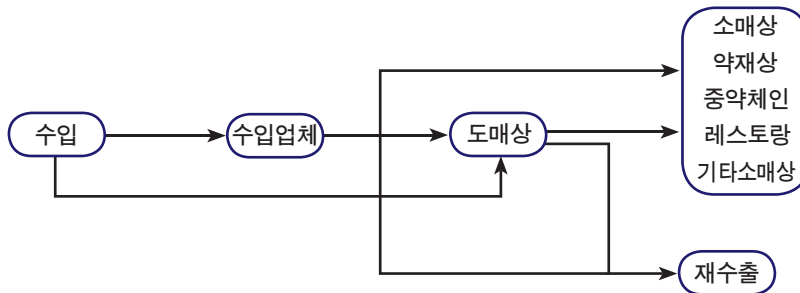 수입
수입업체
도매상
소매상
약재상
중약체인
레스토랑
기타소매상
재수출